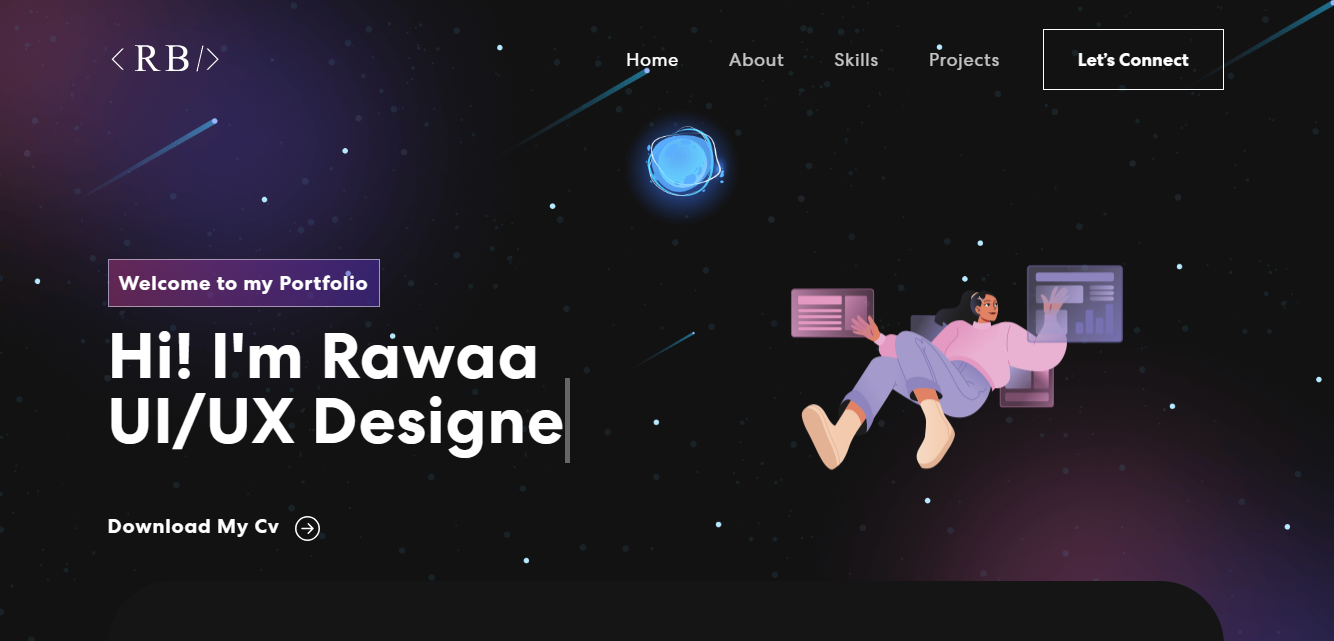 <RB/>
Home About Skills Projects Let's Connect
Welcome to my Portfolio
Hi! I'm Rawaa
UI/UX Designe
Download My Cv